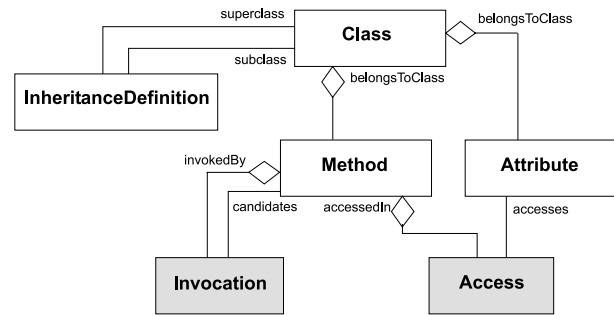 superclass
Class
belongsToClass
subclass
InheritanceDefinition
belongsToClass
invokedBy
Method
Attribute
candidates
accessedIn
accesses
Invocation
Access